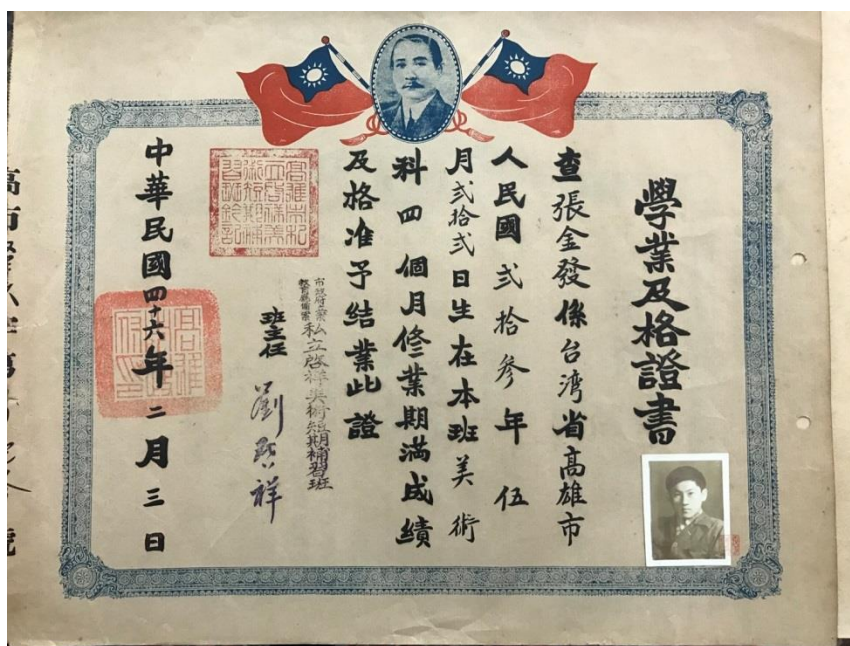 學業及格證書
查張金發係台湾省高雄市
人民國弍拾參年伍
月弍拾弍日生在本班美術
科四個月修業期滿成績
及格准予結業此證
私立啓祥美術短期補習班
班主任
劉啓祥
中華民國四十六年二月三日